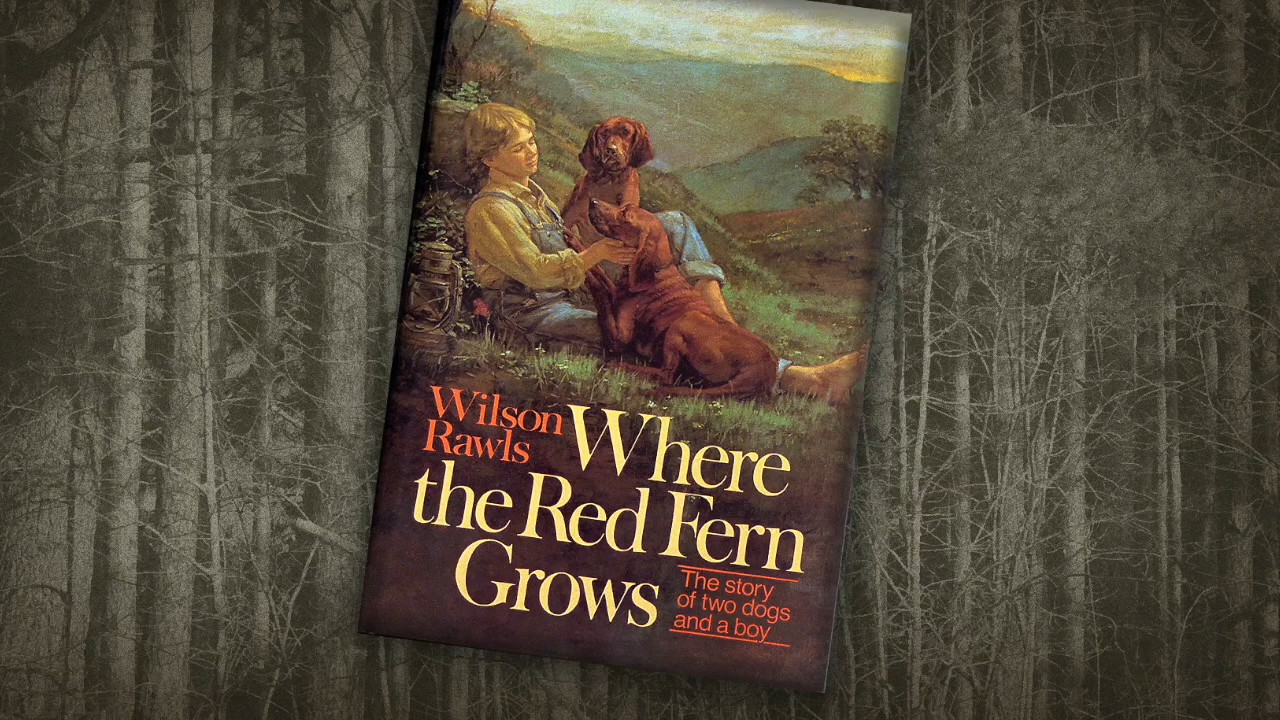 Wilson
Rawls
Where
the Red Fern
Grows
The story
of two dogs
and a boy